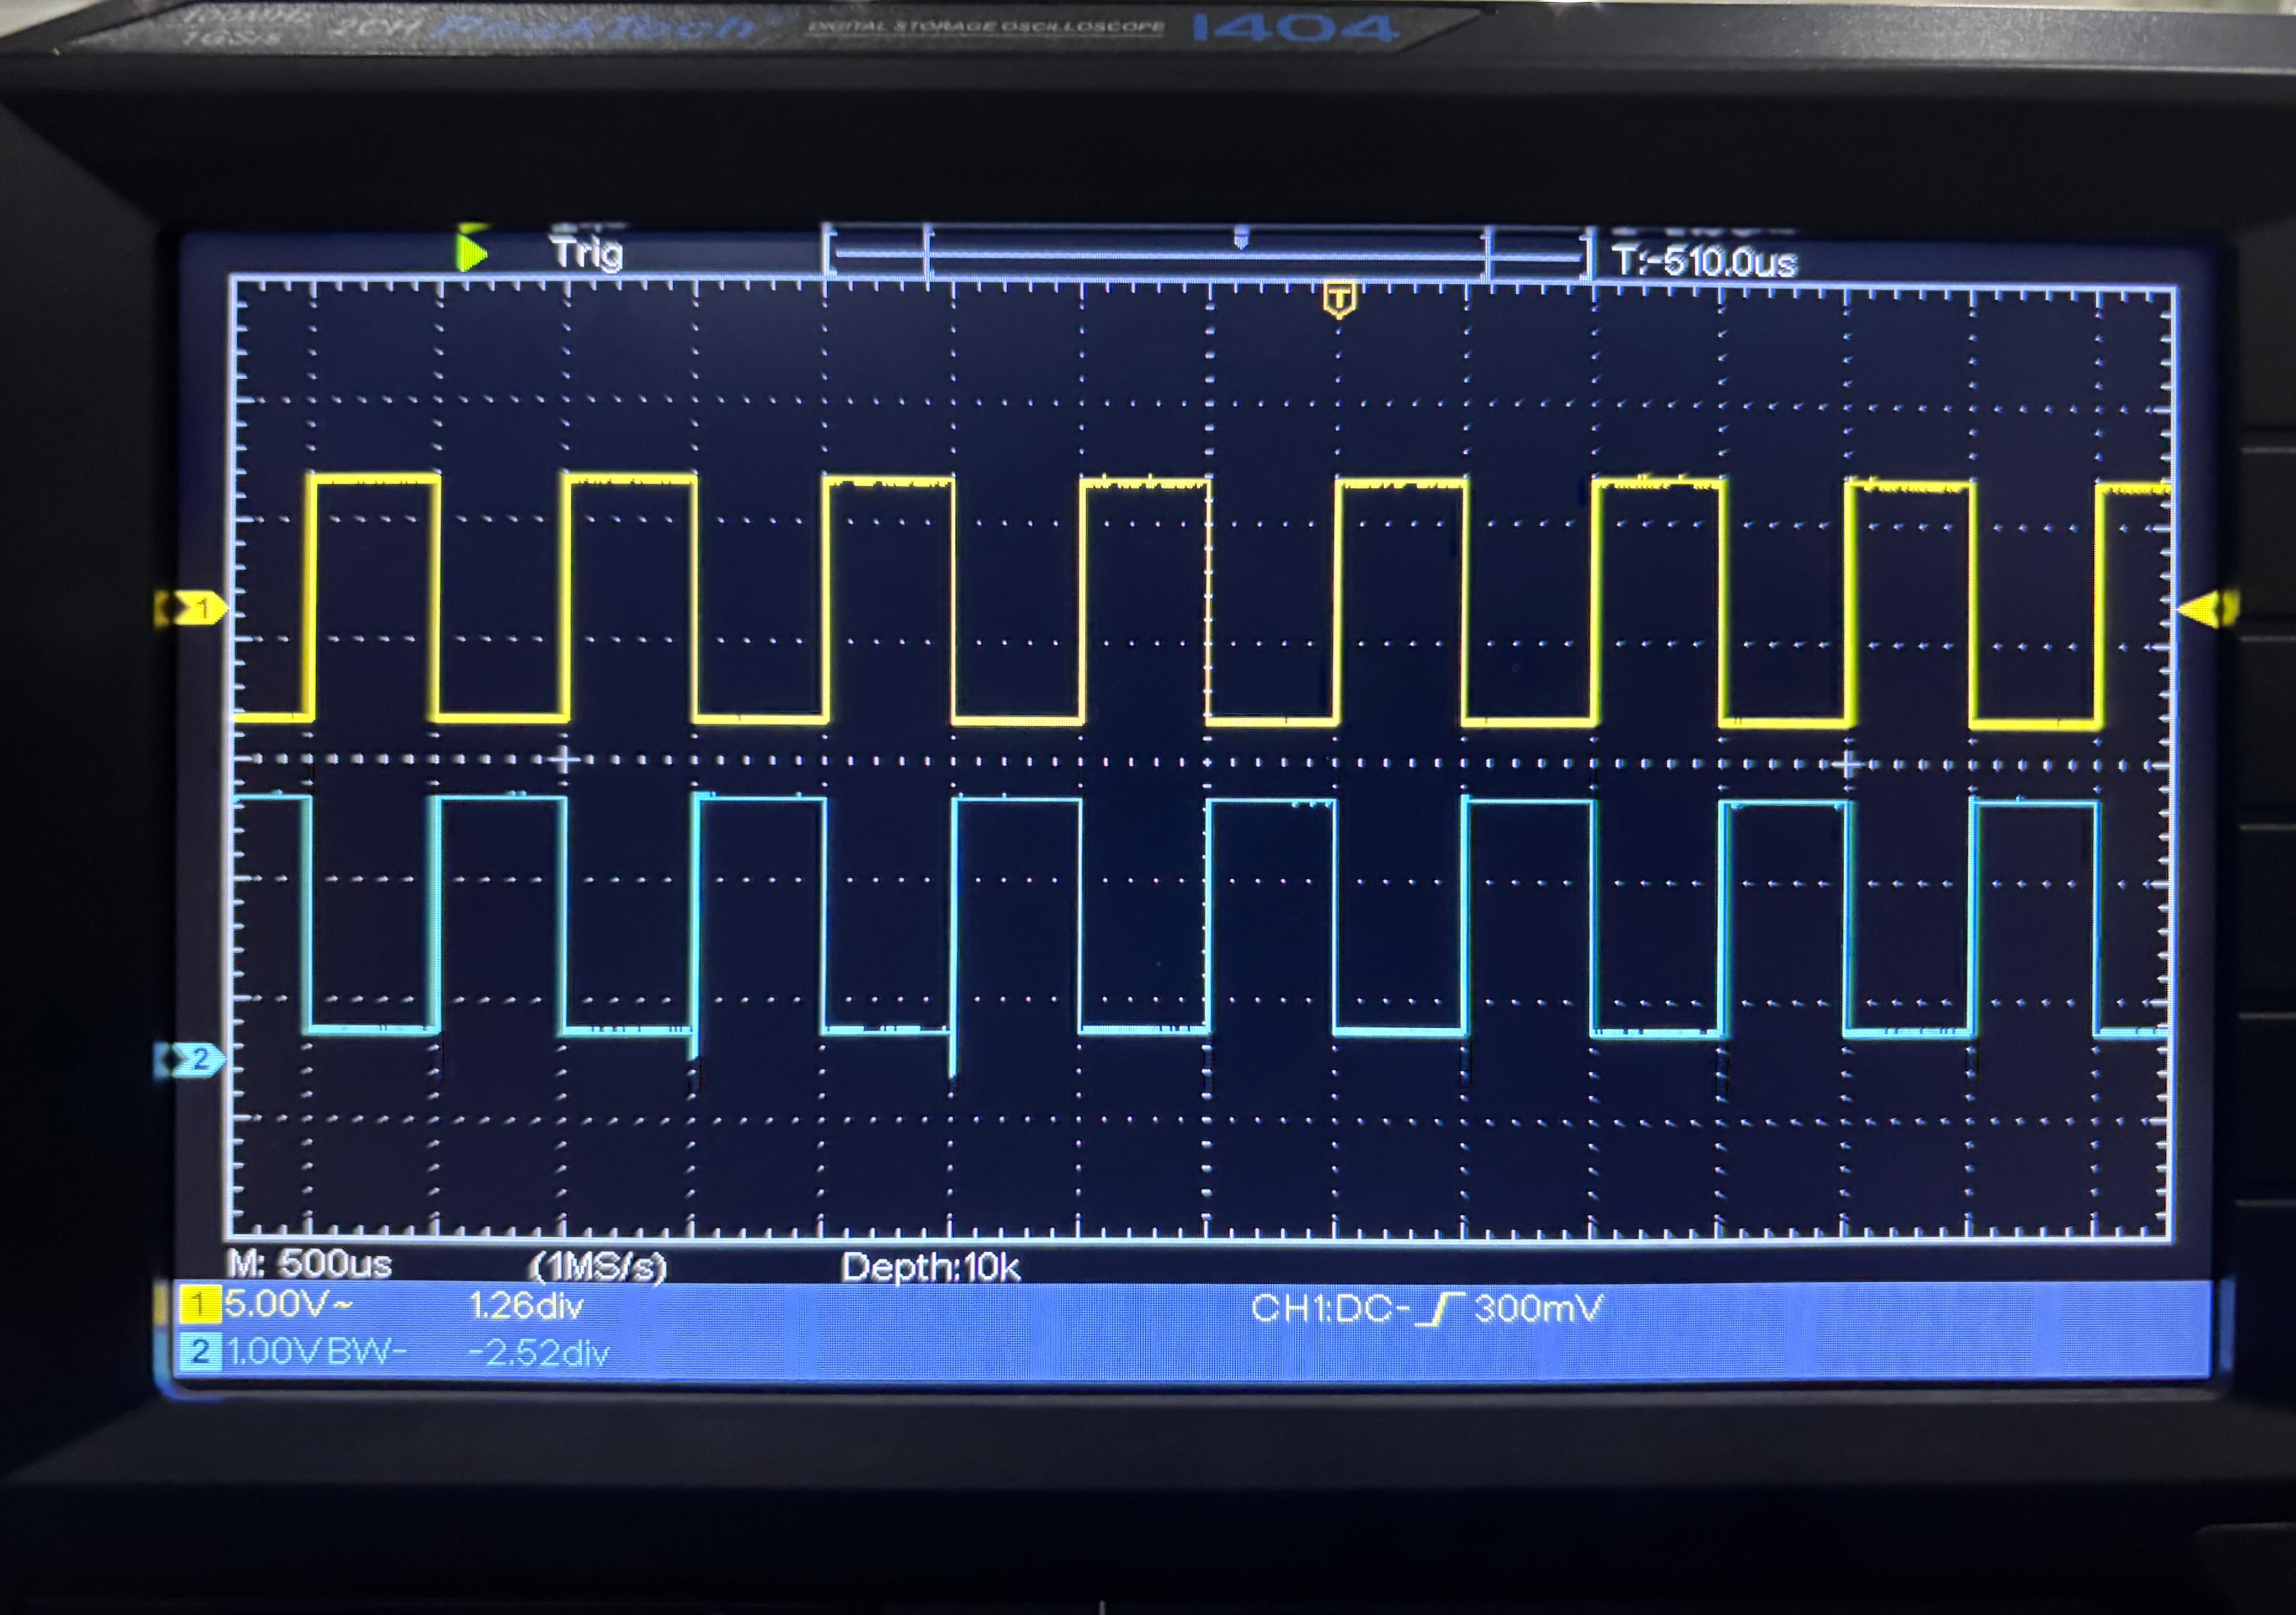 100MHz
1GS/s 2CH PeakTech DIGITAL STORAGE OSCILLOSCOPE 1404
Trig T:-510.0us
T
1
2
M: 500us (1MS/s) Depth:10k
1 5.00V~ 1.26div CH1:DC- 300mV
2 1.00V BW- -2.52div